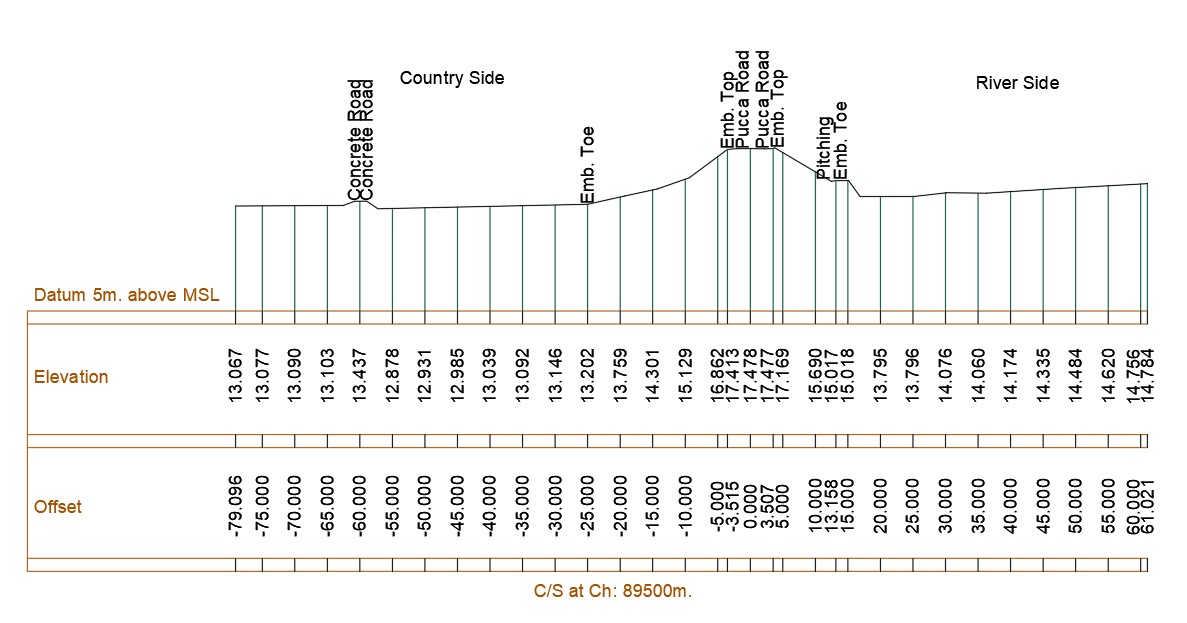 Country Side
River Side
Concrete Road
Concrete Road
Emb. Toe
Emb. Top
Pucca Road
Pucca Road
Emb. Top
Pitching
Emb. Toe
Datum 5m. above MSL
Elevation
13.067 13.077 13.090 13.103 13.437 12.878 12.931 12.985 13.039 13.092 13.146 13.202 13.759 14.301 15.129 16.862 17.413 17.478 17.477 17.169 15.690 15.017 15.018 13.795 13.796 14.076 14.060 14.174 14.335 14.484 14.620 14.756 14.784
Offset
-79.096 -75.000 -70.000 -65.000 -60.000 -55.000 -50.000 -45.000 -40.000 -35.000 -30.000 -25.000 -20.000 -15.000 -10.000 -5.000 -3.515 0.000 3.507 5.000 10.000 13.158 15.000 20.000 25.000 30.000 35.000 40.000 45.000 50.000 55.000 60.000 61.021
C/S at Ch: 89500m.